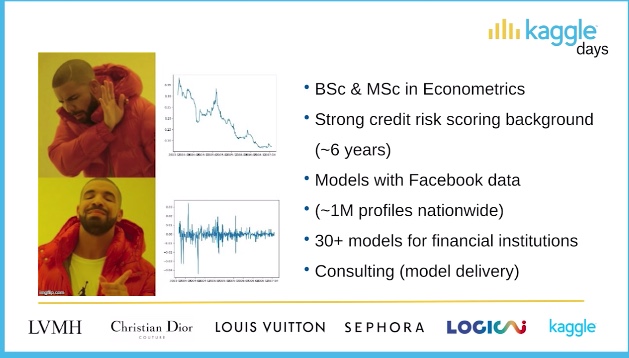 kaggle
days
BSc & MSc in Econometrics
Strong credit risk scoring background
(~6 years)
Models with Facebook data
(~1M profiles nationwide)
30+ models for financial institutions
Consulting (model delivery)
imgflip.com
LVMH
Christian Dior
COUTURE
LOUIS VUITTON
SEPHORA
LOGICAI
kaggle